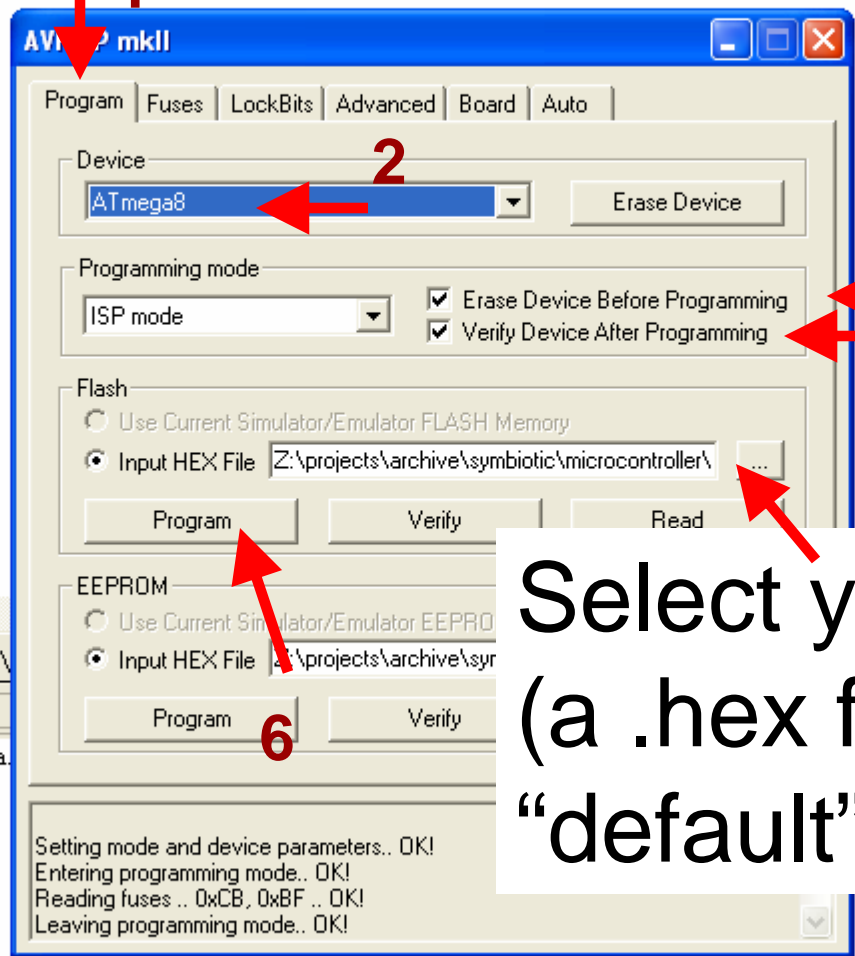 mkII
Program Fuses LockBits Advanced Board Auto
Device
2
ATmega8 Erase Device
Programming mode
ISP mode
Erase Device Before Programming
Verify Device After Programming
Flash
Use Current Simulator/Emulator FLASH Memory
Input HEX File Z:\projects\archive\symbiotic\microcontroller\ ...
Program Verify Read
EEPROM
Use Current Simulator/Emulator EEPRO
Input HEX File Z:\projects\archive\syr
Program 6 Verify
Select y
(a .hex f
“default”
Setting mode and device parameters.. OK!
Entering programming mode.. OK!
Reading fuses .. 0xCB, 0xBF .. OK!
Leaving programming mode.. OK!